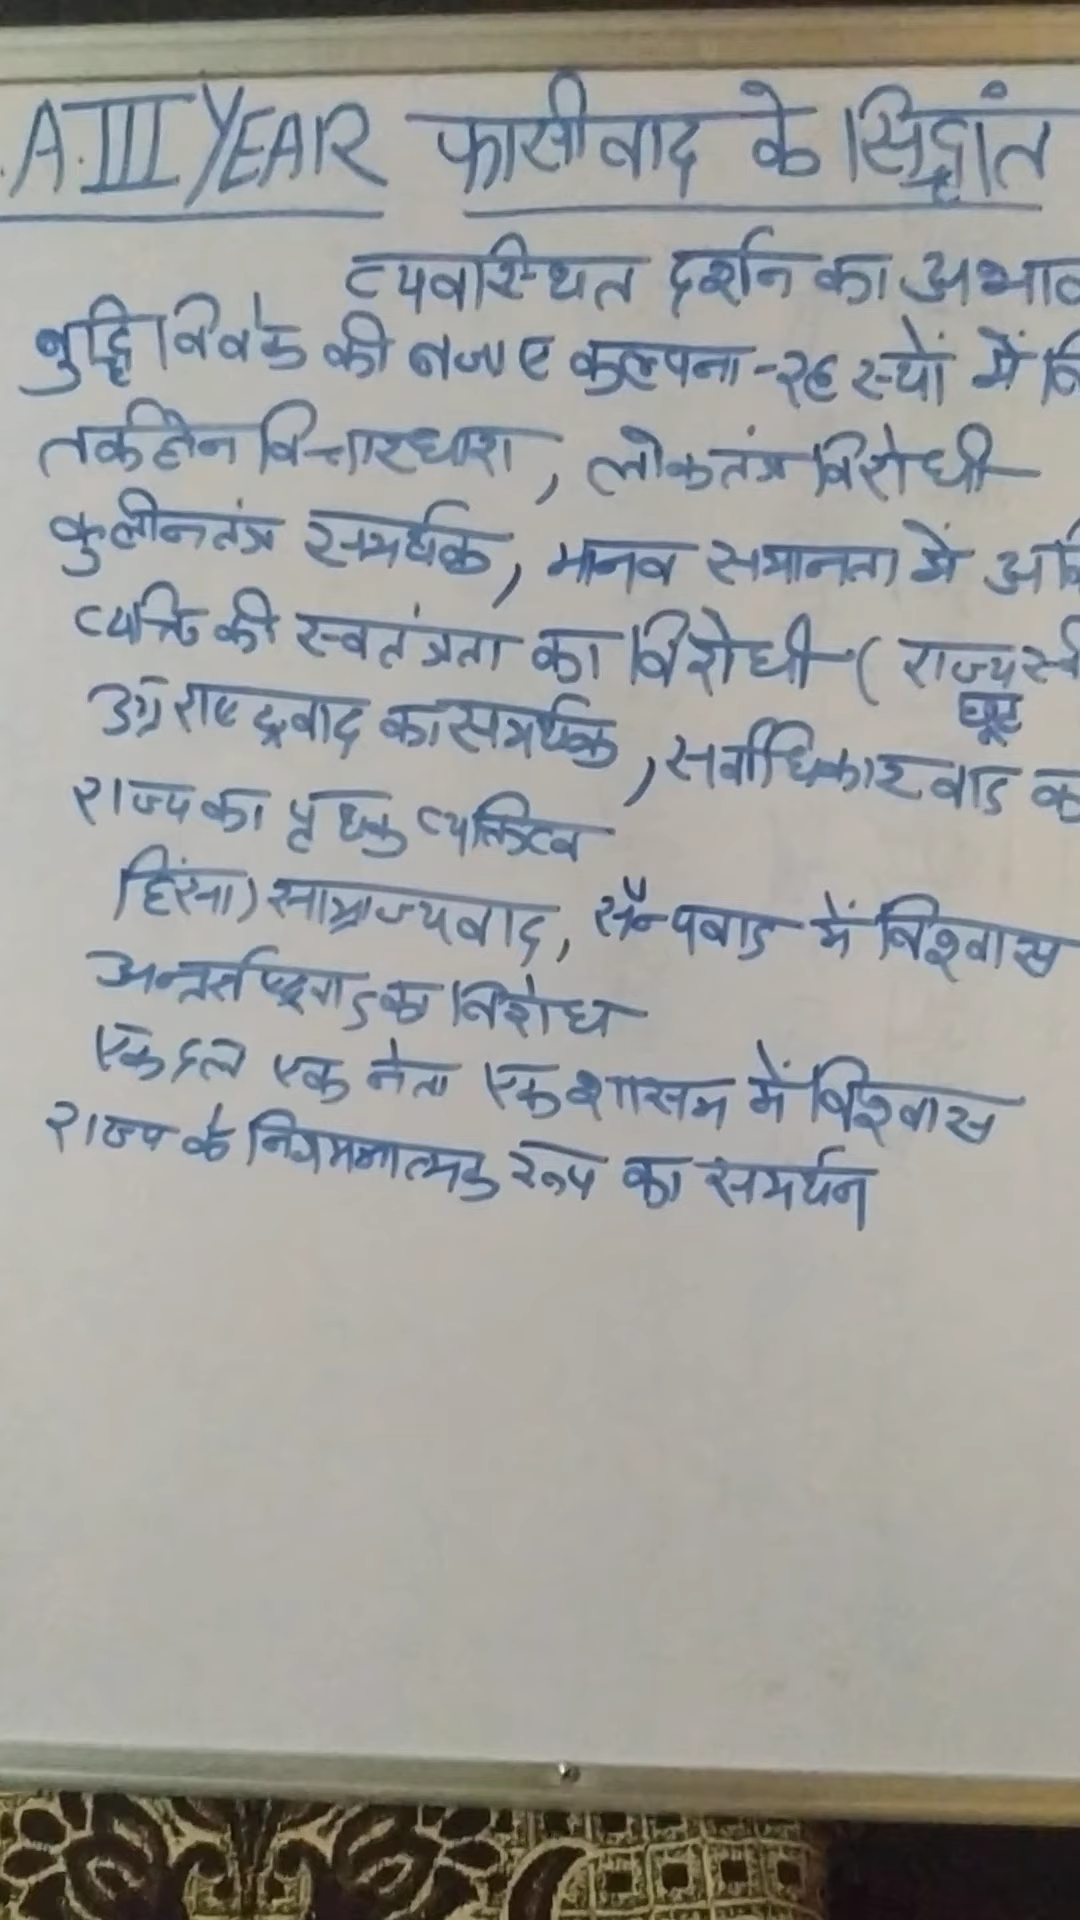 .A.III YEAR फासीवाद के सिद्धांत
व्यवस्थित दर्शन का अभाव
बुद्धि विवेक की बजाए कल्पना-रहस्यों में
तर्कहीन विचारधारा, लोकतंत्र विरोधी
कुलीनतंत्र समर्थक, मानव समानता में
व्यक्ति की स्वतंत्रता का विरोधी (राज्य
छूट
उग्र राष्ट्रवाद का समर्थक, सर्वाधिकारवाद
राज्य का पृथक व्यक्तित्व
हिंसा, साम्राज्यवाद, सैन्यवाद में विश्वास
अन्तर्राष्ट्रवाद का विरोध
एक दल एक नेता एक शासन में विश्वास
राज्य के निगमनात्मक रूप का समर्थन